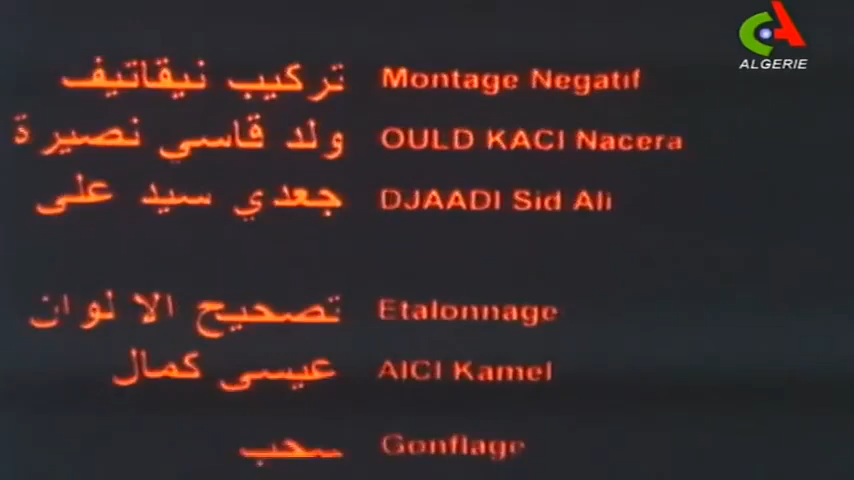 ALGERIE
تركيب نيقاتيف Montage Negatif
ولد قاسي نصيرة OULD KACI Nacera
جعدي سيد على DJAADI Sid Ali
تصحيح الالوان Etalonnage
عيسى كمال AICI Kamel
سحب Gonflage